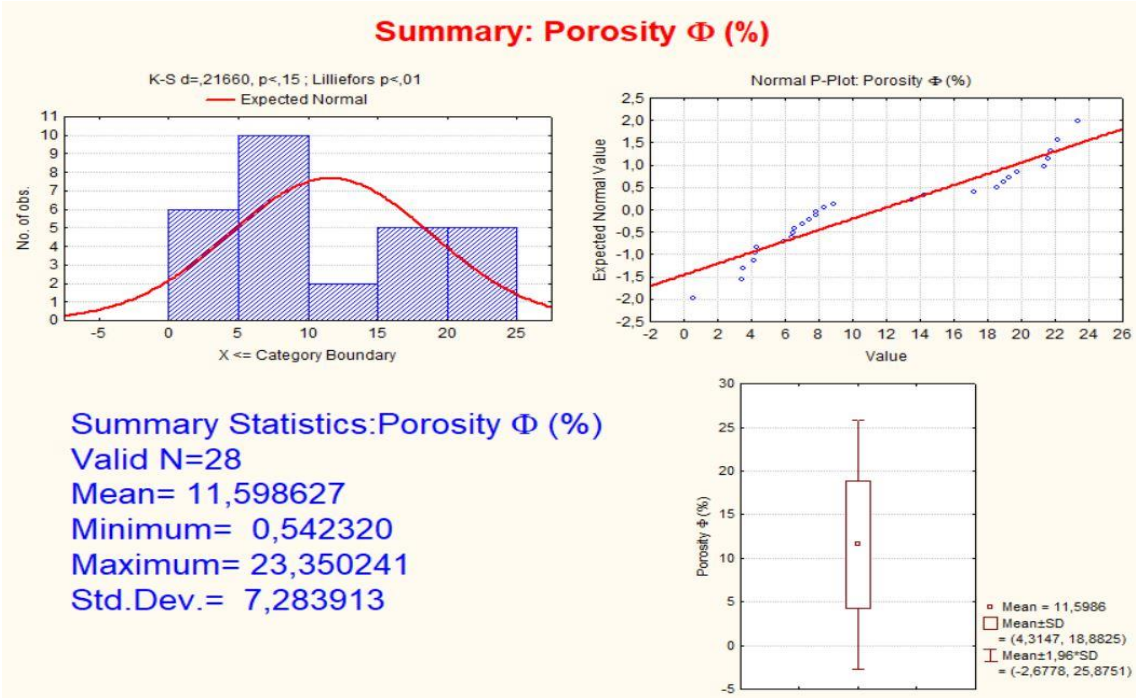 Summary: Porosity Φ (%)
K-S d=,21660, p<,15 ; Lilliefors p<,01
Expected Normal
No. of obs.
11
10
9
8
7
6
5
4
3
2
1
0
-5 0 5 10 15 20 25
X <= Category Boundary
Normal P-Plot: Porosity Φ (%)
Expected Normal Value
2,5
2,0
1,5
1,0
0,5
0,0
-0,5
-1,0
-1,5
-2,0
-2,5
-2 0 2 4 6 8 10 12 14 16 18 20 22 24 26
Value
Summary Statistics:Porosity Φ (%)
Valid N=28
Mean= 11,598627
Minimum= 0,542320
Maximum= 23,350241
Std.Dev.= 7,283913
Porosity Φ (%)
30
25
20
15
10
5
0
-5
Mean = 11,5986
Mean±SD
= (4,3147, 18,8825)
Mean±1,96*SD
= (-2,6778, 25,8751)